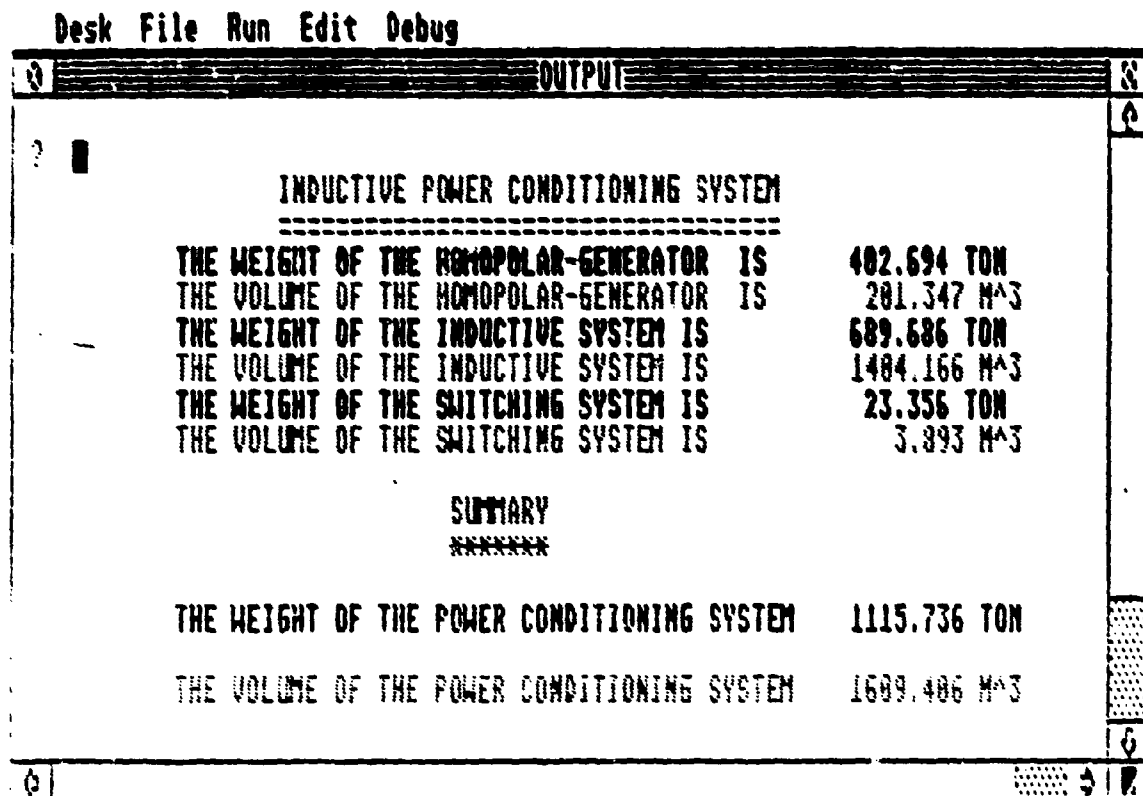 Desk File Run Edit Debug
OUTPUT
?
INDUCTIVE POWER CONDITIONING SYSTEM
===================================
THE WEIGHT OF THE HOMOPOLAR-GENERATOR IS 402.694 TON
THE VOLUME OF THE HOMOPOLAR-GENERATOR IS 201.347 M^3
THE WEIGHT OF THE INDUCTIVE SYSTEM IS 689.686 TON
THE VOLUME OF THE INDUCTIVE SYSTEM IS 1404.166 M^3
THE WEIGHT OF THE SWITCHING SYSTEM IS 23.356 TON
THE VOLUME OF THE SWITCHING SYSTEM IS 3.893 M^3
SUMMARY
*******
THE WEIGHT OF THE POWER CONDITIONING SYSTEM 1115.736 TON
THE VOLUME OF THE POWER CONDITIONING SYSTEM 1609.406 M^3